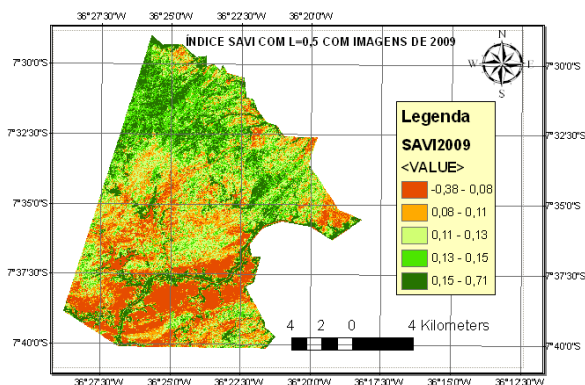 36°27'30"W 36°25'0"W 36°22'30"W 36°20'0"W
ÍNDICE SAVI COM L=0,5 COM IMAGENS DE 2009
N
W E
S
7°30'0"S 7°30'0"S
7°32'30"S 7°32'30"S
7°35'0"S 7°35'0"S
7°37'30"S 7°37'30"S
7°40'0"S 7°40'0"S
Legenda
SAVI2009
<VALUE>
-0,38 - 0,08
0,08 - 0,11
0,11 - 0,13
0,13 - 0,15
0,15 - 0,71
4 2 0 4 Kilometers
36°27'30"W 36°25'0"W 36°22'30"W 36°20'0"W 36°17'30"W 36°15'0"W 36°12'30"W